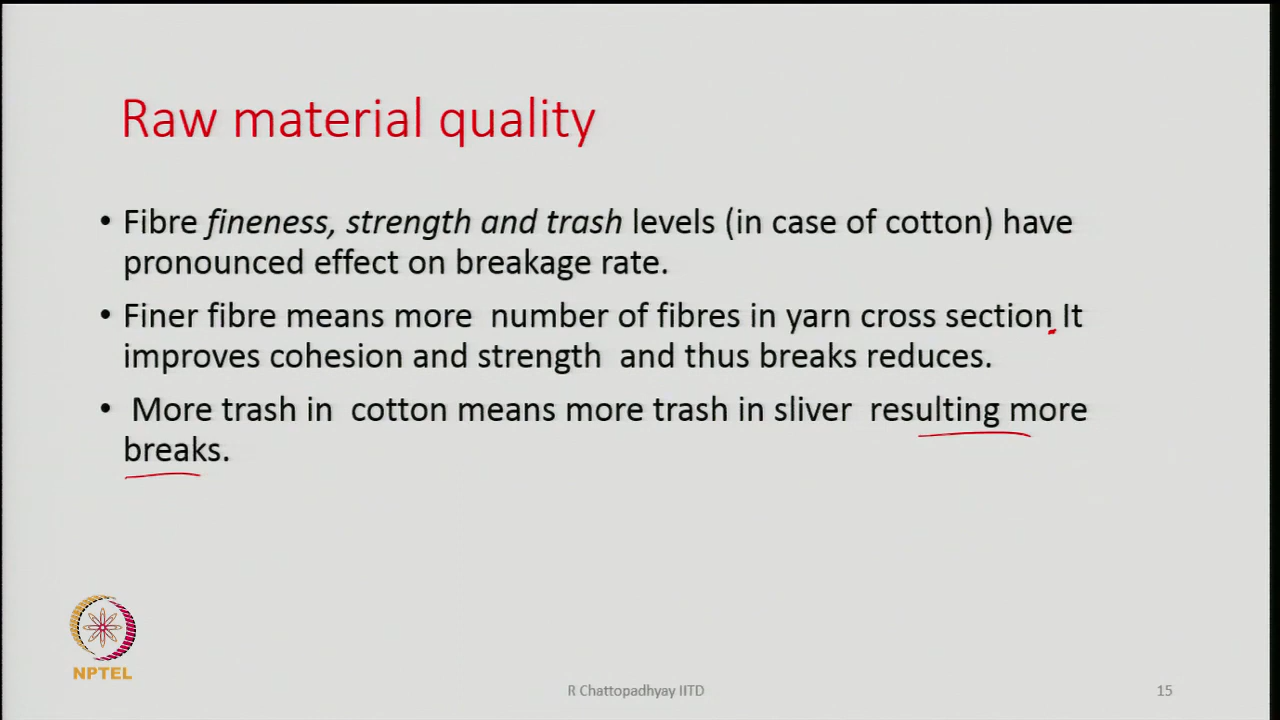 Raw material quality
• Fibre fineness, strength and trash levels (in case of cotton) have
pronounced effect on breakage rate.
• Finer fibre means more number of fibres in yarn cross section. It
improves cohesion and strength and thus breaks reduces.
• More trash in cotton means more trash in sliver resulting more
breaks.
NPTEL
R Chattopadhyay IITD
15